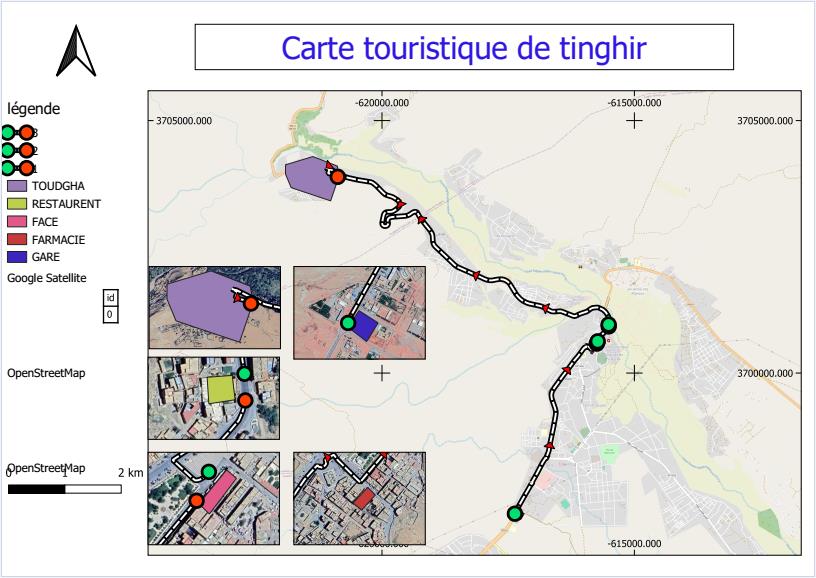 Carte touristique de tinghir
légende
3
2
1
TOUDGHA
RESTAURENT
FACE
FARMACIE
GARE
Google Satellite
id
0
OpenStreetMap
OpenStreetMap
0 1 2 km
-620000.000 -615000.000
3705000.000 3705000.000
3700000.000
-620000.000 -615000.000